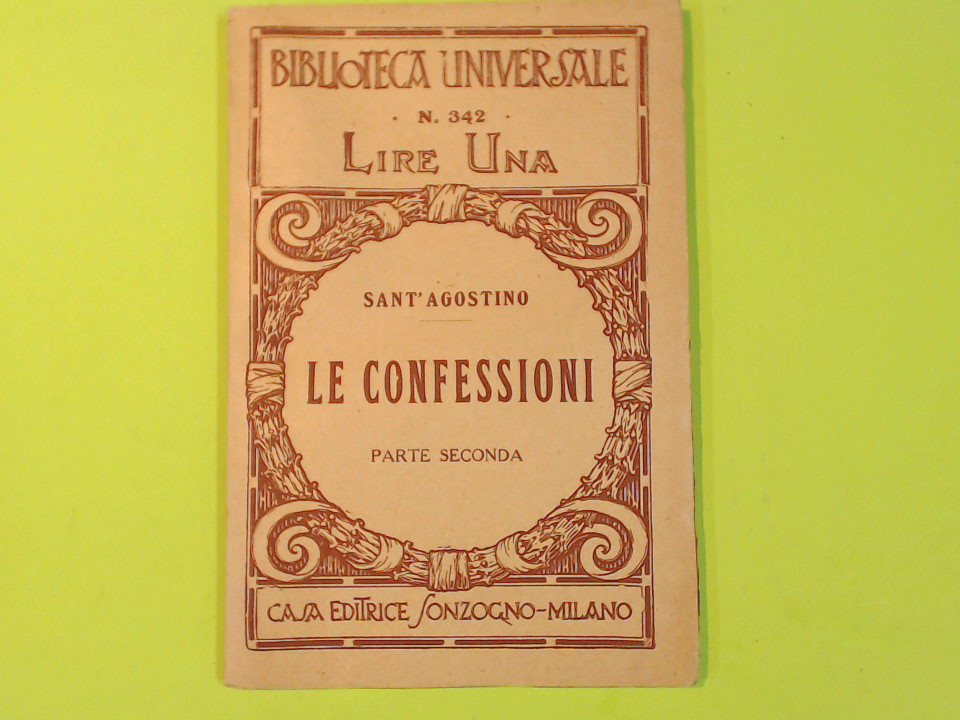 BIBLIOTECA UNIVERSALE
· N. 342 ·
LIRE UNA
SANT'AGOSTINO
LE CONFESSIONI
PARTE SECONDA
CASA EDITRICE SONZOGNO-MILANO